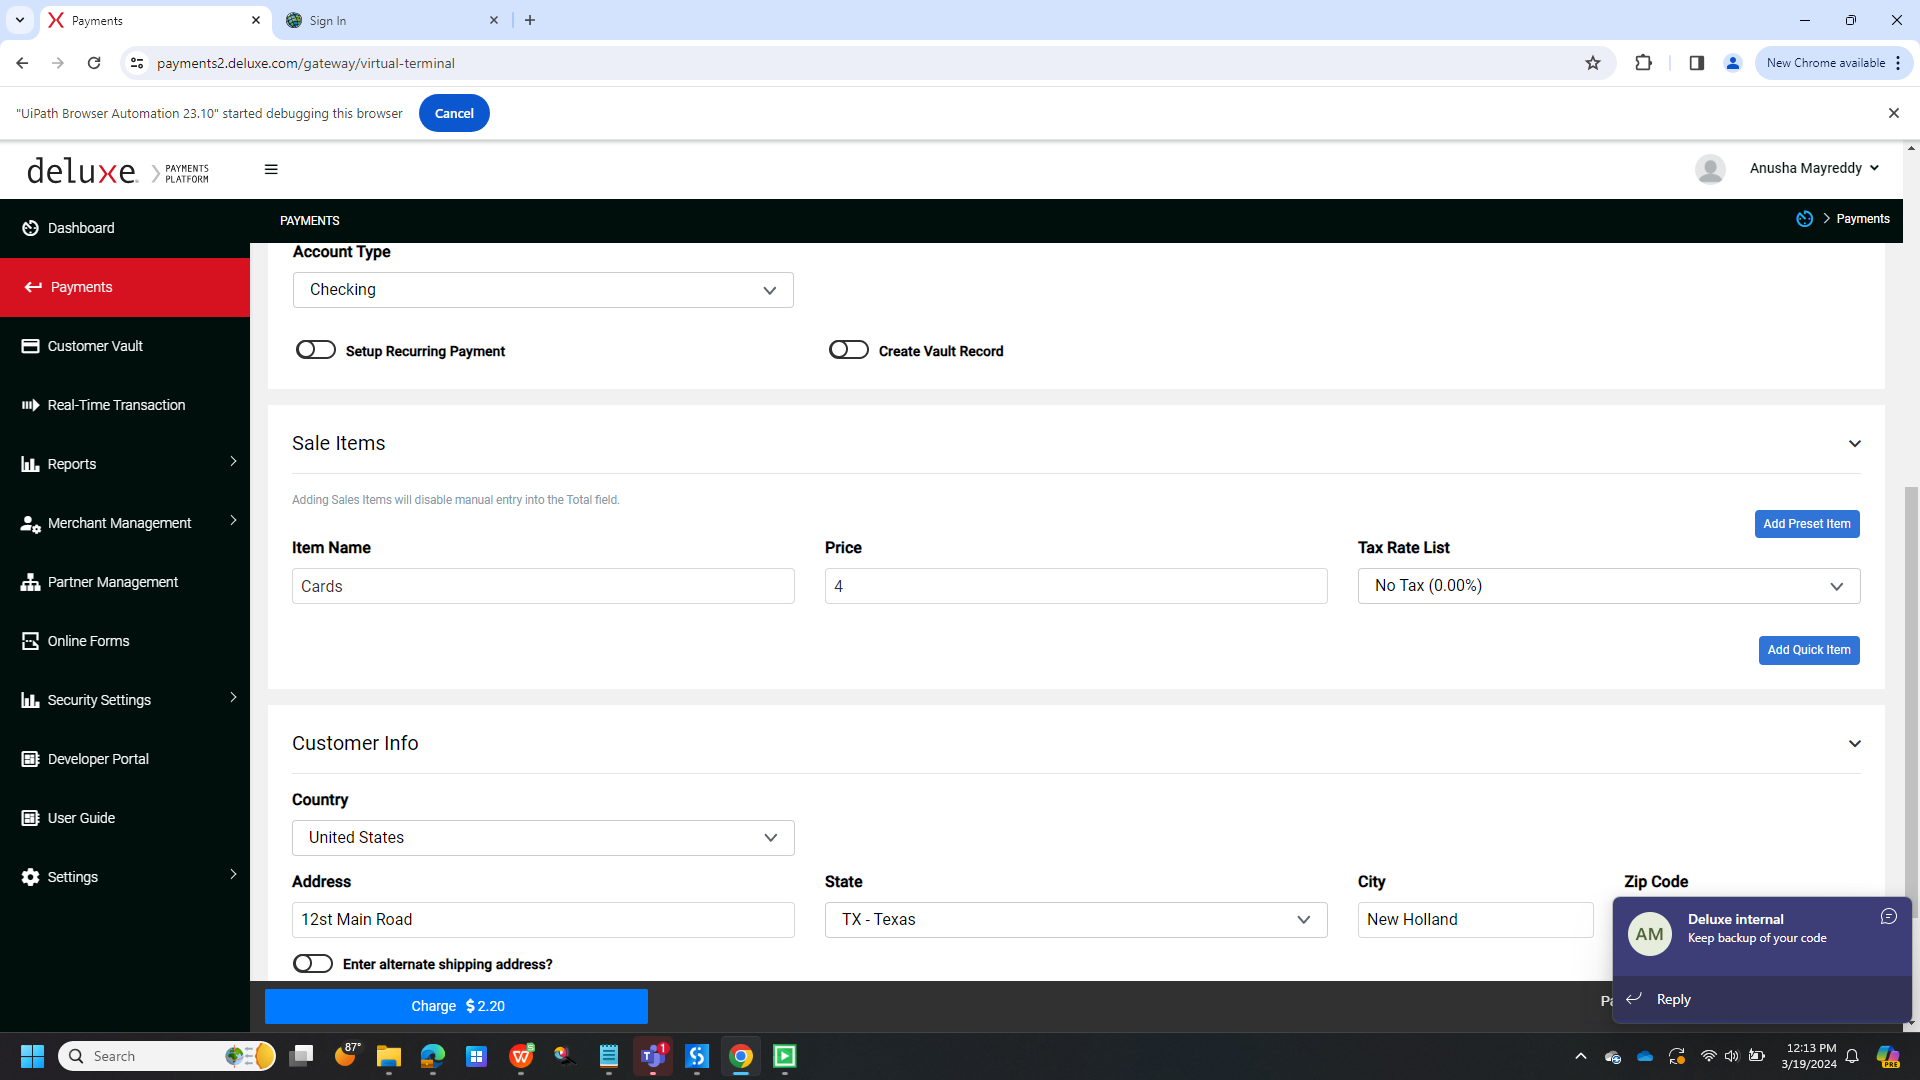 Payments
Sign In
payments2.deluxe.com/gateway/virtual-terminal
New Chrome available
"UiPath Browser Automation 23.10" started debugging this browser
Cancel
deluxe. PAYMENTS PLATFORM
Anusha Mayreddy
PAYMENTS
Payments
Dashboard
Payments
Customer Vault
Real-Time Transaction
Reports
Merchant Management
Partner Management
Online Forms
Security Settings
Developer Portal
User Guide
Settings
Account Type
Checking
Setup Recurring Payment
Create Vault Record
Sale Items
Adding Sales Items will disable manual entry into the Total field.
Add Preset Item
Item Name Price Tax Rate List
Cards 4 No Tax (0.00%)
Add Quick Item
Customer Info
Country
United States
Address State City Zip Code
12st Main Road TX - Texas New Holland
Enter alternate shipping address?
Charge $ 2.20
Pa
AM
Deluxe internal
Keep backup of your code
Reply
Search
87°
1
12:13 PM
3/19/2024
PRE